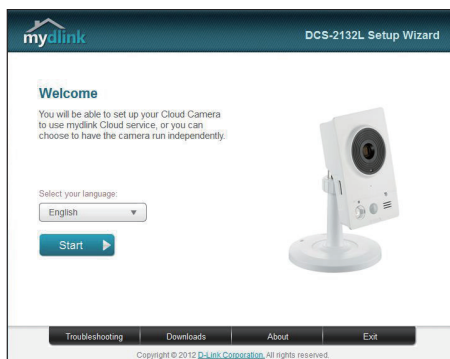 mydlink
DCS-2132L Setup Wizard
Welcome
You will be able to set up your Cloud Camera
to use mydlink Cloud service, or you can
choose to have the camera run independently.
Select your language:
English
Start
Troubleshooting
Downloads
About
Exit
Copyright © 2012 D-Link Corporation. All rights reserved.